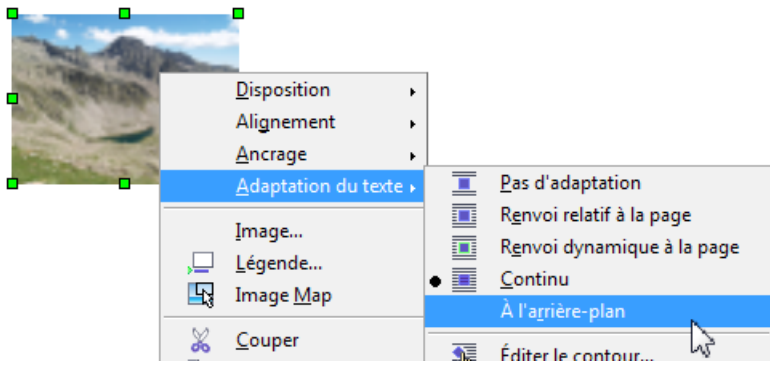 Disposition
Alignement
Ancrage
Adaptation du texte
Image...
Légende...
Image Map
Couper
Pas d'adaptation
Renvoi relatif à la page
Renvoi dynamique à la page
Continu
À l'arrière-plan
Éditer le contour...